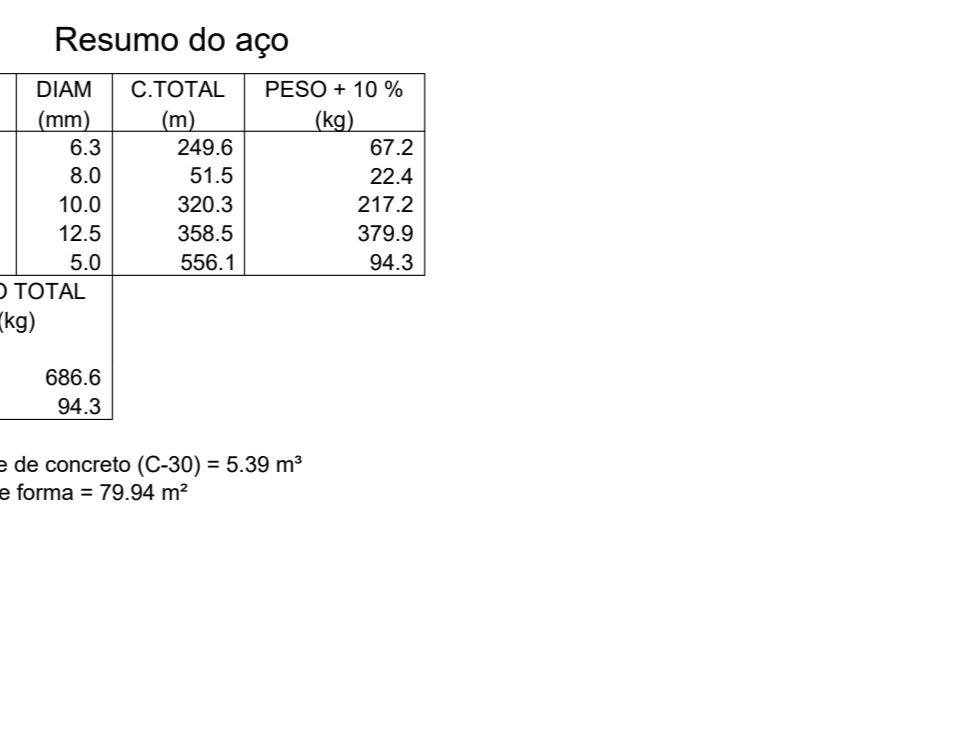 Resumo do aço
DIAM C.TOTAL PESO + 10 %
(mm) (m) (kg)
6.3 249.6 67.2
8.0 51.5 22.4
10.0 320.3 217.2
12.5 358.5 379.9
5.0 556.1 94.3
TOTAL
(kg)
686.6
94.3
e de concreto (C-30) = 5.39 m³
e forma = 79.94 m²